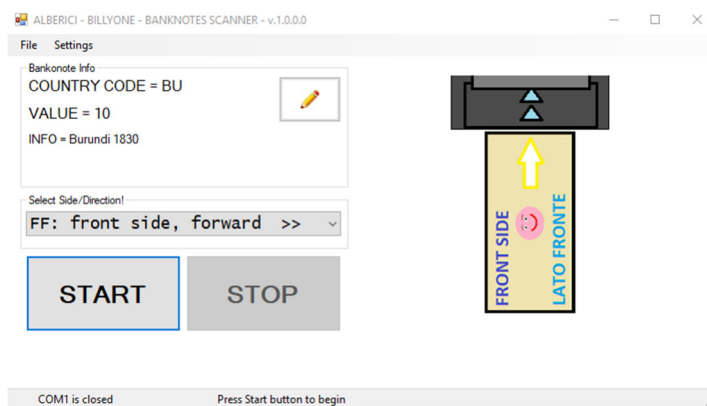 ALBERICI - BILLYONE - BANKNOTES SCANNER - v.1.0.0.0
File Settings
Bankonote Info
COUNTRY CODE = BU
VALUE = 10
INFO = Burundi 1830
Select Side/Direction!
FF: front side, forward >>
START STOP
FRONT SIDE
LATO FRONTE
COM1 is closed Press Start button to begin